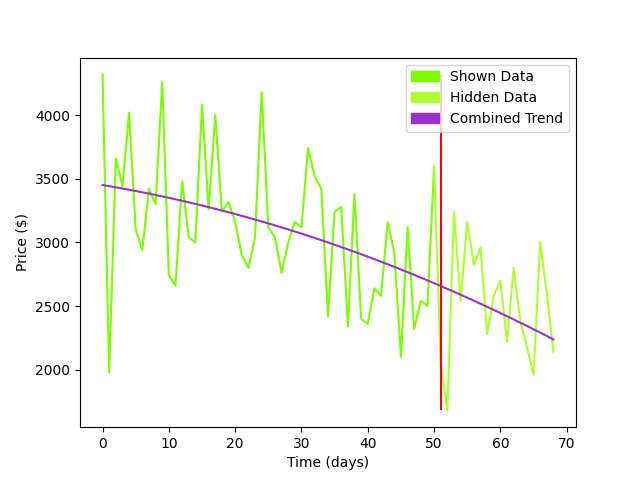 Shown Data
Hidden Data
Combined Trend
4000
3500
3000
2500
2000
Price ($)
0 10 20 30 40 50 60 70
Time (days)